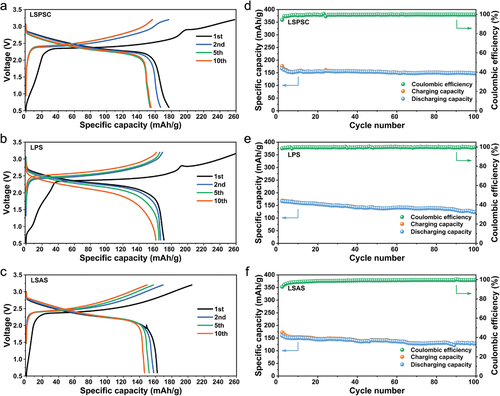 a
LSPSC
1st
2nd
5th
10th
Voltage (V)
3.5
3.0
2.5
2.0
1.5
1.0
0.5
0 20 40 60 80 100 120 140 160 180 200 220 240 260
Specific capacity (mAh/g)
b
LPS
1st
2nd
5th
10th
Voltage (V)
3.5
3.0
2.5
2.0
1.5
1.0
0.5
0 20 40 60 80 100 120 140 160 180 200 220 240 260
Specific capacity (mAh/g)
c
LSAS
1st
2nd
5th
10th
Voltage (V)
3.5
3.0
2.5
2.0
1.5
1.0
0.5
0 20 40 60 80 100 120 140 160 180 200 220 240 260
Specific capacity (mAh/g)
d
LSPSC
Coulombic efficiency
Charging capacity
Discharging capacity
Specific capacity (mAh/g)
400
350
300
250
200
150
100
50
0
Coulombic efficiency (%)
100
80
60
40
20
0
0 20 40 60 80 100
Cycle number
e
LPS
Coulombic efficiency
Charging capacity
Discharging capacity
Specific capacity (mAh/g)
400
350
300
250
200
150
100
50
0
Coulombic efficiency (%)
100
80
60
40
20
0
0 20 40 60 80 100
Cycle number
f
LSAS
Coulombic efficiency
Charging capacity
Discharging capacity
Specific capacity (mAh/g)
400
350
300
250
200
150
100
50
0
Coulombic efficiency (%)
100
80
60
40
20
0
0 20 40 60 80 100
Cycle number